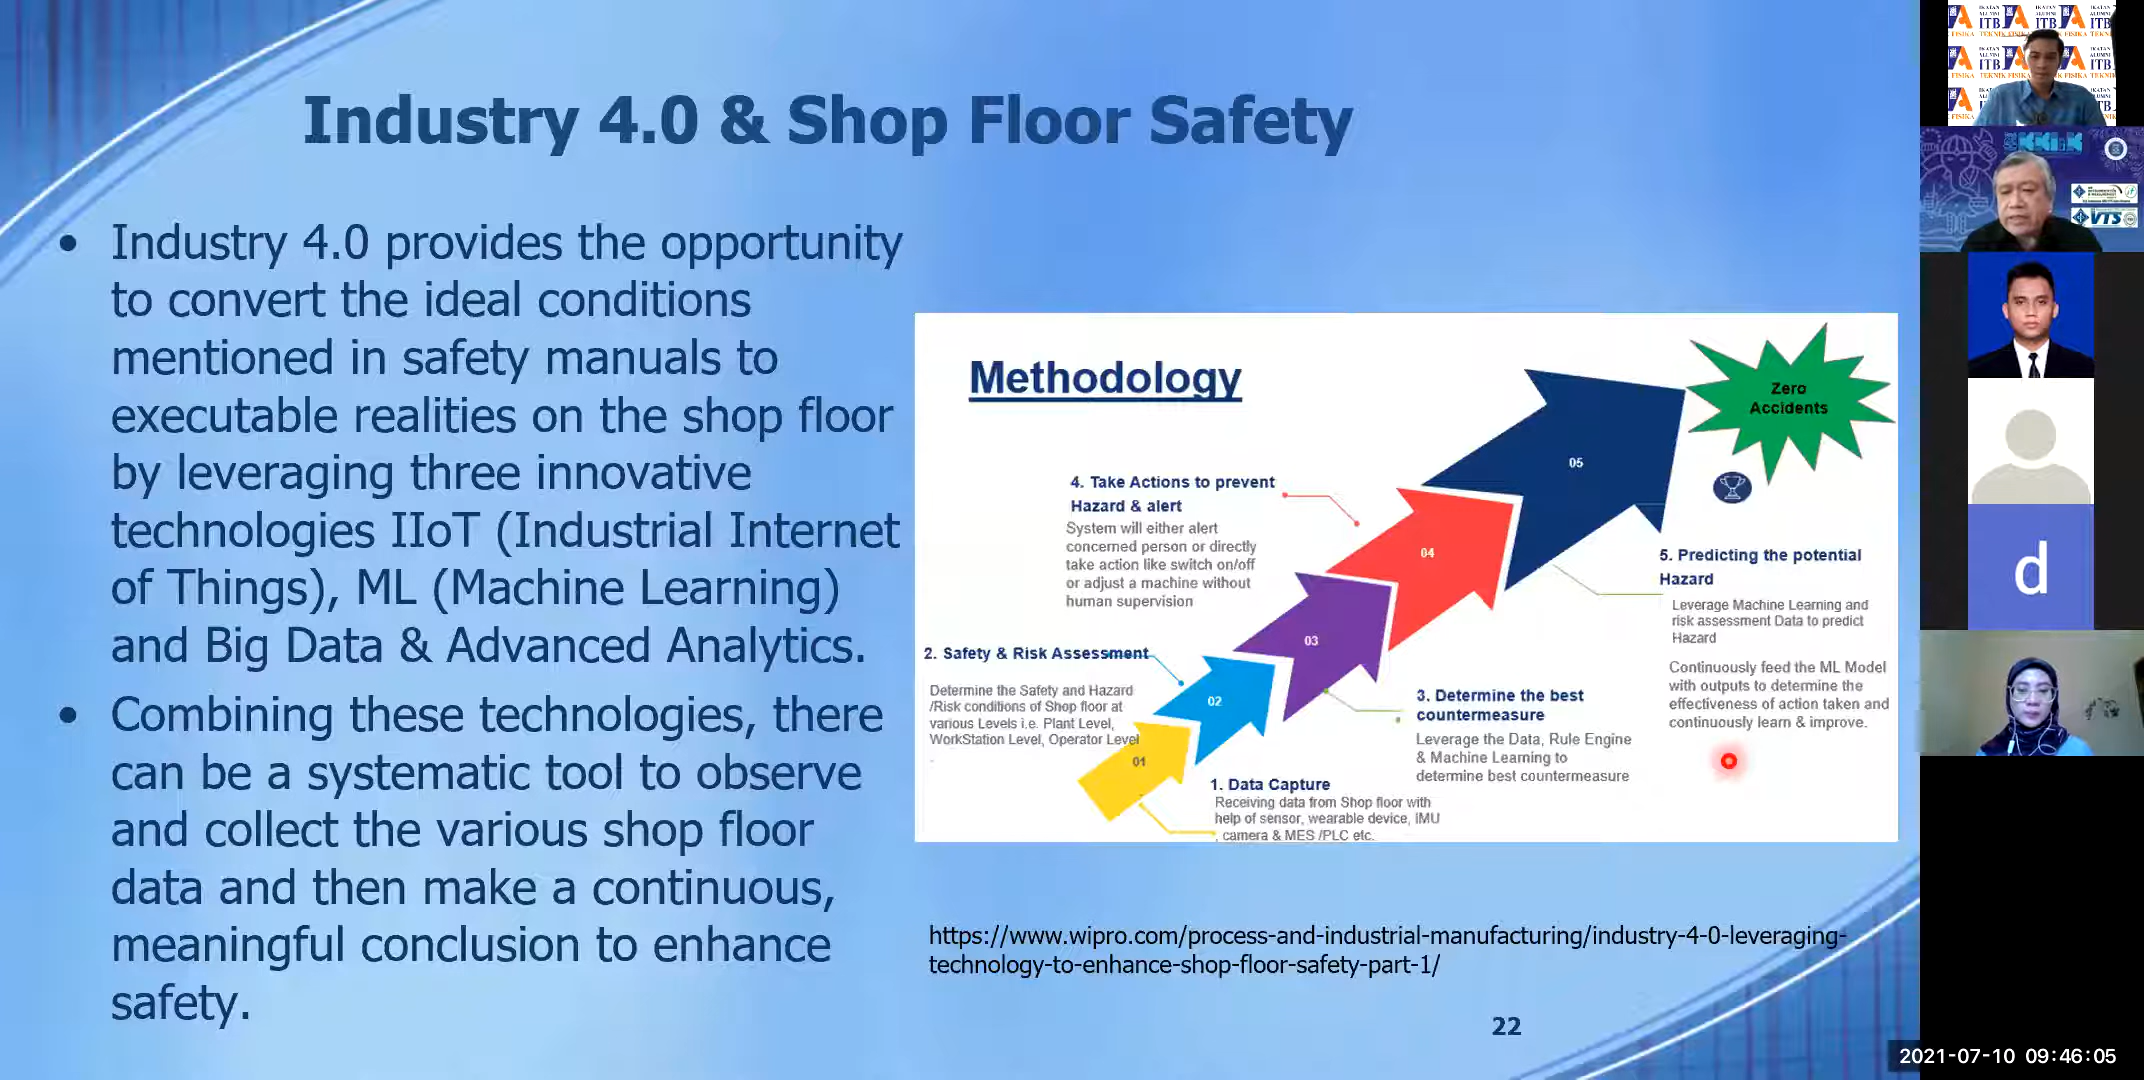 Industry 4.0 & Shop Floor Safety
• Industry 4.0 provides the opportunity
to convert the ideal conditions
mentioned in safety manuals to
executable realities on the shop floor
by leveraging three innovative
technologies IIoT (Industrial Internet
of Things), ML (Machine Learning)
and Big Data & Advanced Analytics.
• Combining these technologies, there
can be a systematic tool to observe
and collect the various shop floor
data and then make a continuous,
meaningful conclusion to enhance
safety.
Methodology
Zero
Accidents
05
04
03
02
01
4. Take Actions to prevent
Hazard & alert
System will either alert
concerned person or directly
take action like switch on/off
or adjust a machine without
human supervision
5. Predicting the potential
Hazard
Leverage Machine Learning and
risk assessment Data to predict
Hazard
Continuously feed the ML Model
with outputs to determine the
effectiveness of action taken and
continuously learn & improve.
2. Safety & Risk Assessment
Determine the Safety and Hazard
/Risk conditions of Shop floor at
various Levels i.e. Plant Level,
WorkStation Level, Operator Level
3. Determine the best
countermeasure
Leverage the Data, Rule Engine
& Machine Learning to
determine best countermeasure
1. Data Capture
Receiving data from Shop floor with
help of sensor, wearable device, IMU
, camera & MES /PLC etc.
https://www.wipro.com/process-and-industrial-manufacturing/industry-4-0-leveraging-
technology-to-enhance-shop-floor-safety-part-1/
22
IKATAN
ALUMNI
ITB
FISIKA TEKNIK FISIKA
VTS
d
2021-07-10 09:46:05